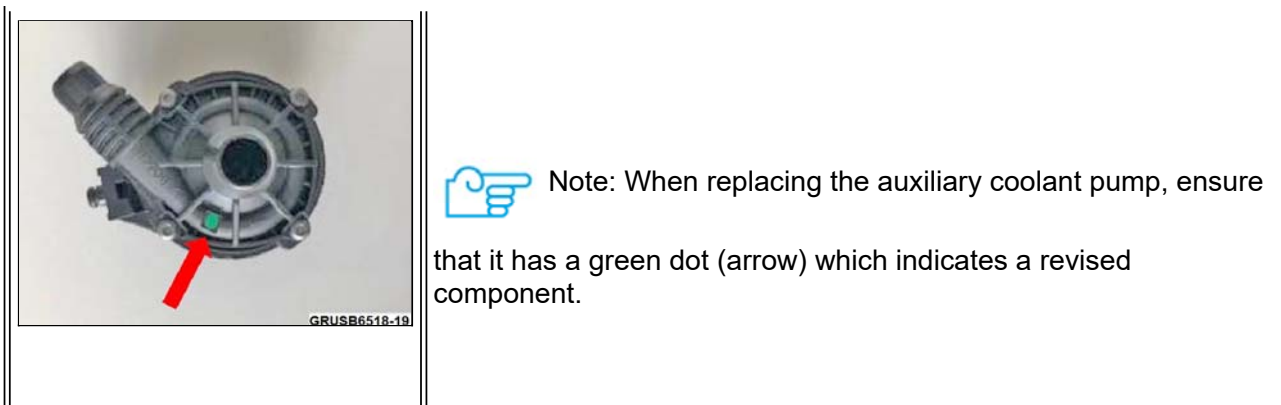 GRUSB6518-19
Note: When replacing the auxiliary coolant pump, ensure
that it has a green dot (arrow) which indicates a revised
component.